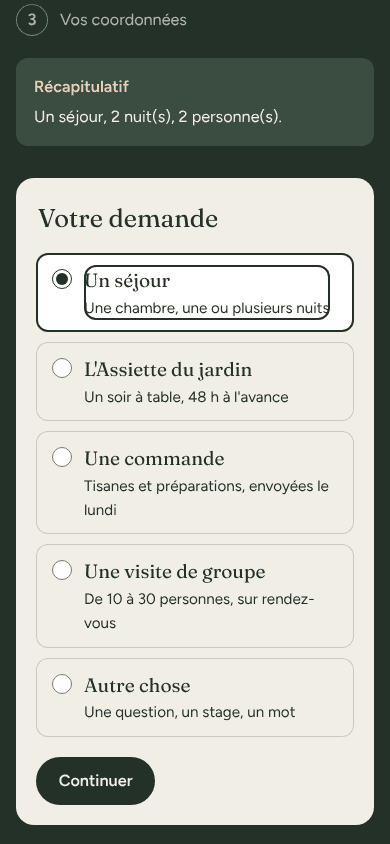 3 Vos coordonnées
Récapitulatif
Un séjour, 2 nuit(s), 2 personne(s).
Votre demande
Un séjour
Une chambre, une ou plusieurs nuits
L'Assiette du jardin
Un soir à table, 48 h à l'avance
Une commande
Tisanes et préparations, envoyées le
lundi
Une visite de groupe
De 10 à 30 personnes, sur rendez-
vous
Autre chose
Une question, un stage, un mot
Continuer